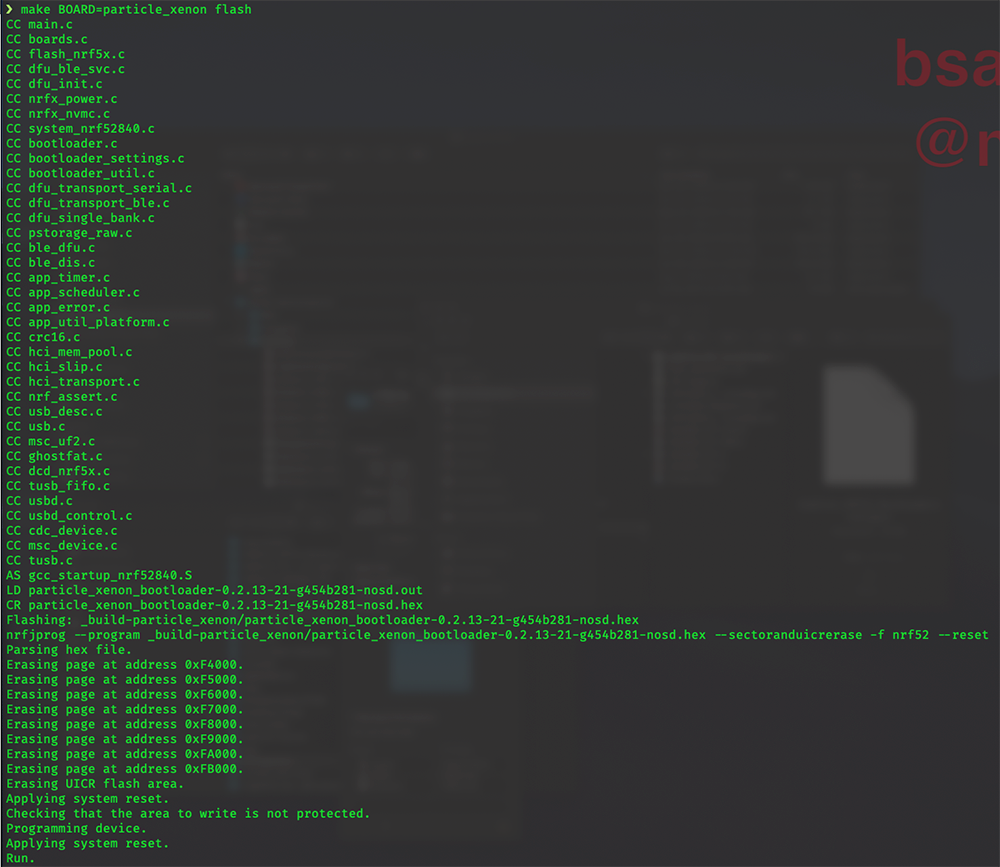 ❯ make BOARD=particle_xenon flash
CC main.c
CC boards.c
CC flash_nrf5x.c
CC dfu_ble_svc.c
CC dfu_init.c
CC nrfx_power.c
CC nrfx_nvmc.c
CC system_nrf52840.c
CC bootloader.c
CC bootloader_settings.c
CC bootloader_util.c
CC dfu_transport_serial.c
CC dfu_transport_ble.c
CC dfu_single_bank.c
CC pstorage_raw.c
CC ble_dfu.c
CC ble_dis.c
CC app_timer.c
CC app_scheduler.c
CC app_error.c
CC app_util_platform.c
CC crc16.c
CC hci_mem_pool.c
CC hci_slip.c
CC hci_transport.c
CC nrf_assert.c
CC usb_desc.c
CC usb.c
CC msc_uf2.c
CC ghostfat.c
CC dcd_nrf5x.c
CC tusb_fifo.c
CC usbd.c
CC usbd_control.c
CC cdc_device.c
CC msc_device.c
CC tusb.c
AS gcc_startup_nrf52840.S
LD particle_xenon_bootloader-0.2.13-21-g454b281-nosd.out
CR particle_xenon_bootloader-0.2.13-21-g454b281-nosd.hex
Flashing: _build-particle_xenon/particle_xenon_bootloader-0.2.13-21-g454b281-nosd.hex
nrfjprog --program _build-particle_xenon/particle_xenon_bootloader-0.2.13-21-g454b281-nosd.hex --sectoranduicrerase -f nrf52 --reset
Parsing hex file.
Erasing page at address 0xF4000.
Erasing page at address 0xF5000.
Erasing page at address 0xF6000.
Erasing page at address 0xF7000.
Erasing page at address 0xF8000.
Erasing page at address 0xF9000.
Erasing page at address 0xFA000.
Erasing page at address 0xFB000.
Erasing UICR flash area.
Applying system reset.
Checking that the area to write is not protected.
Programming device.
Applying system reset.
Run.